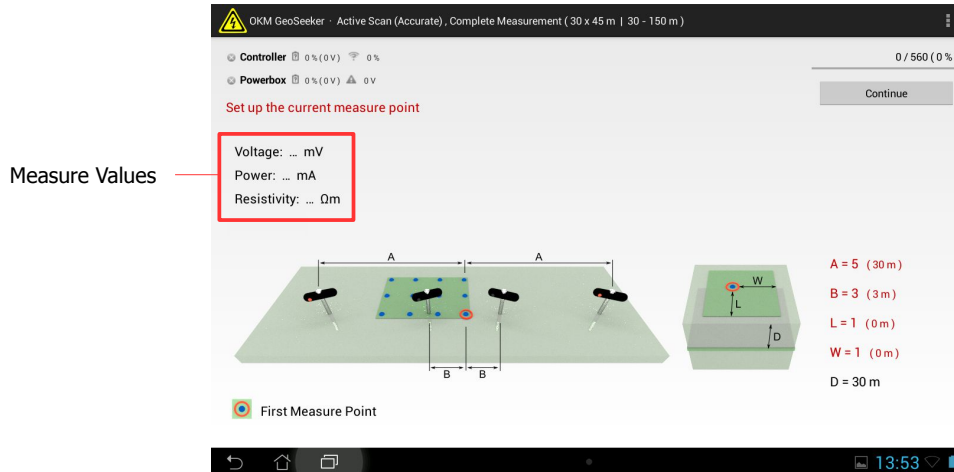 OKM GeoSeeker · Active Scan (Accurate) , Complete Measurement ( 30 x 45 m | 30 - 150 m )
Controller 0 % ( 0 V ) 0 %
0 / 560 ( 0 %
Powerbox 0 % ( 0 V ) 0 V
Continue
Set up the current measure point
Measure Values
Voltage: ... mV
Power: ... mA
Resistivity: ... Ωm
A
A
B
B
W
L
D
A = 5 ( 30 m )
B = 3 ( 3 m )
L = 1 ( 0 m )
W = 1 ( 0 m )
D = 30 m
First Measure Point
13:53